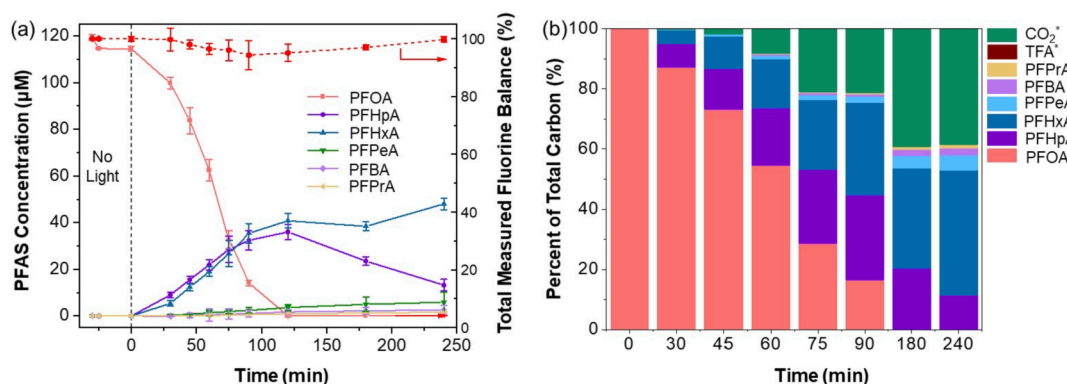 (a)
120
100
80
60
40
20
0
PFAS Concentration (µM)
No
Light
PFOA
PFHpA
PFHxA
PFPeA
PFBA
PFPrA
100
80
60
40
20
0
Total Measured Fluorine Balance (%)
0
50
100
150
200
250
Time (min)
(b)
100
80
60
40
20
0
Percent of Total Carbon (%)
0
30
45
60
75
90
180
240
Time (min)
CO₂*
TFA*
PFPrA
PFBA
PFPeA
PFHxA
PFHpA
PFOA